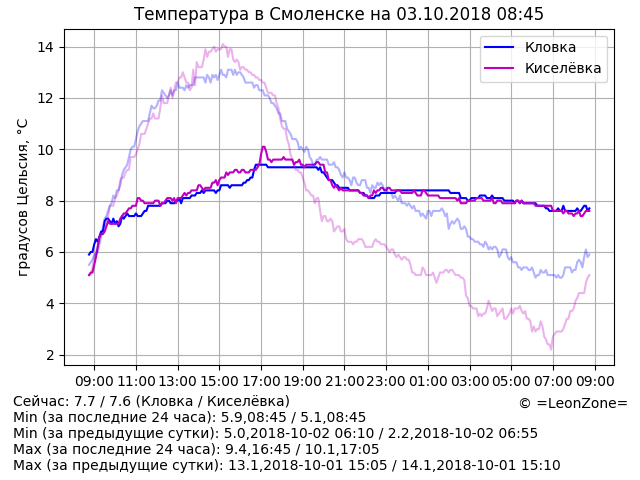 Температура в Смоленске на 03.10.2018 08:45
Кловка
Киселёвка
градусов Цельсия, °C
14
12
10
8
6
4
2
09:00 11:00 13:00 15:00 17:00 19:00 21:00 23:00 01:00 03:00 05:00 07:00 09:00
Сейчас: 7.7 / 7.6 (Кловка / Киселёвка)
© =LeonZone=
Min (за последние 24 часа): 5.9,08:45 / 5.1,08:45
Min (за предыдущие сутки): 5.0,2018-10-02 06:10 / 2.2,2018-10-02 06:55
Max (за последние 24 часа): 9.4,16:45 / 10.1,17:05
Max (за предыдущие сутки): 13.1,2018-10-01 15:05 / 14.1,2018-10-01 15:10